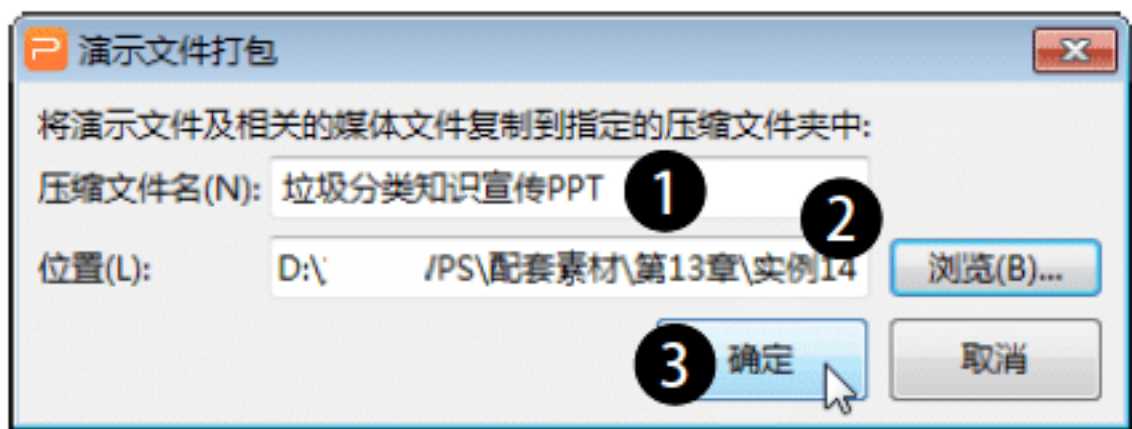 演示文件打包
将演示文件及相关的媒体文件复制到指定的压缩文件夹中:
压缩文件名(N): 垃圾分类知识宣传PPT 1
2
位置(L): D:\ /PS\配套素材\第13章\实例14 浏览(B)...
3 确定 取消